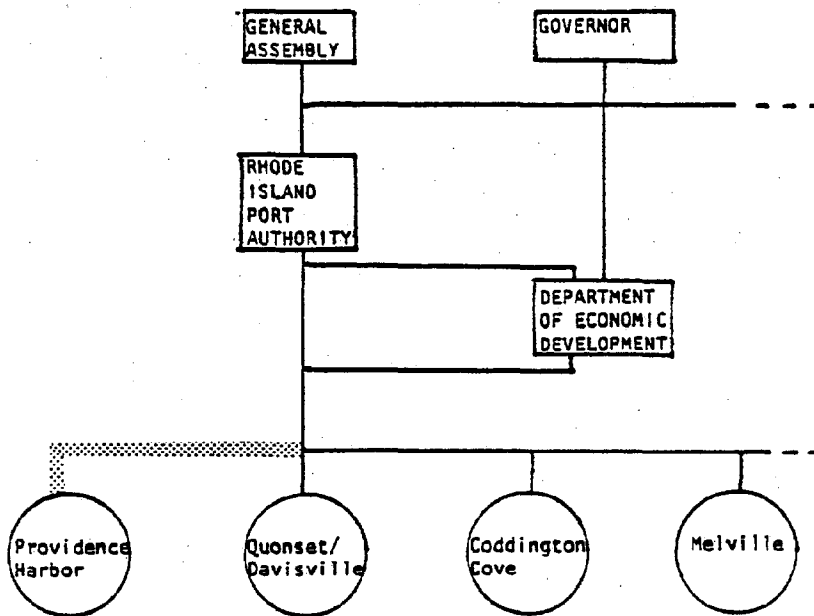 GENERAL
ASSEMBLY
GOVERNOR
RHODE
ISLAND
PORT
AUTHORITY
DEPARTMENT
OF ECONOMIC
DEVELOPMENT
Providence
Harbor
Quonset/
Davisville
Coddington
Cove
Melville